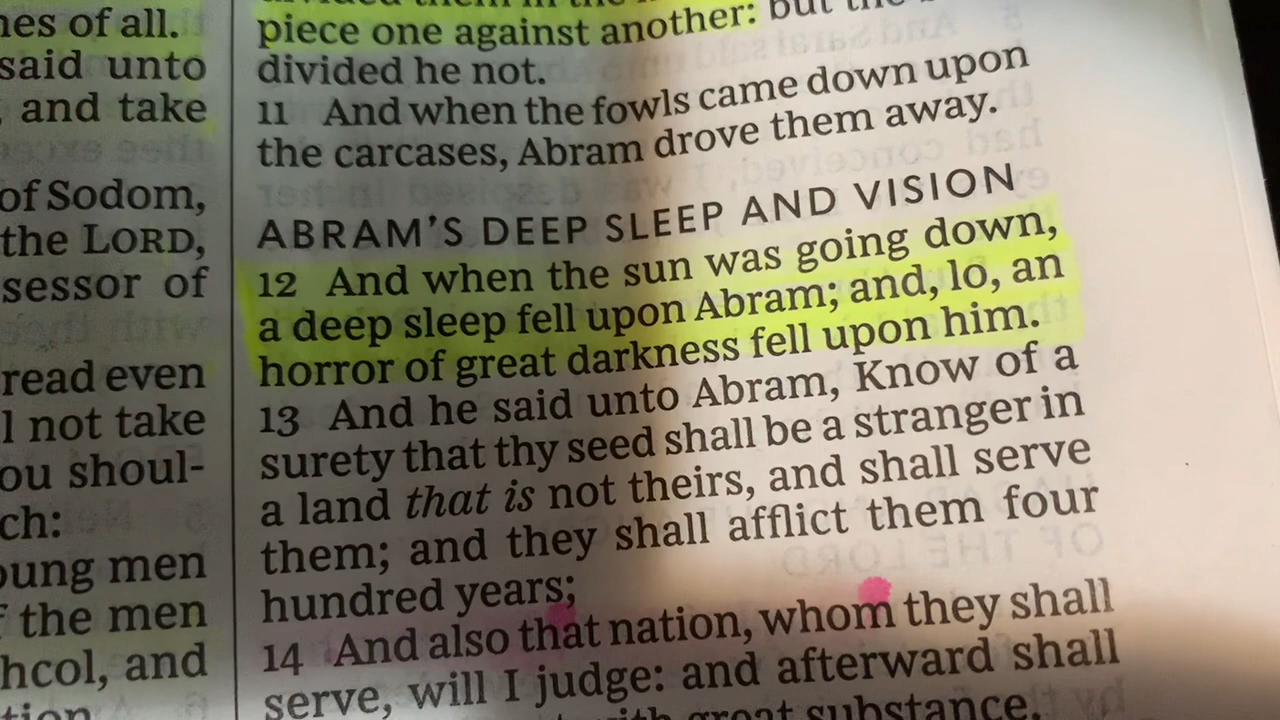 nes of all.
said unto
, and take
of Sodom,
the LORD,
sessor of
read even
l not take
ou shoul-
ch:
oung men
f the men
hcol, and
tion
piece one against another: but the
divided he not.
11 And when the fowls came down upon
the carcases, Abram drove them away.
ABRAM'S DEEP SLEEP AND VISION
12 And when the sun was going down,
a deep sleep fell upon Abram; and, lo, an
horror of great darkness fell upon him.
13 And he said unto Abram, Know of a
surety that thy seed shall be a stranger in
a land that is not theirs, and shall serve
them; and they shall afflict them four
hundred years;
14 And also that nation, whom they shall
serve, will I judge: and afterward shall
with great substance.